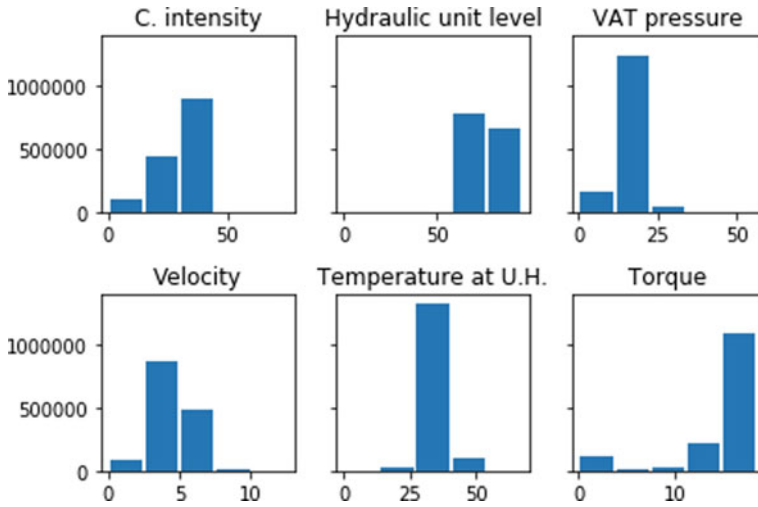 C. intensity
Hydraulic unit level
VAT pressure
1000000
500000
0
0 50
0 50
0 25 50
Velocity
Temperature at U.H.
Torque
1000000
500000
0
0 5 10
0 25 50
0 10